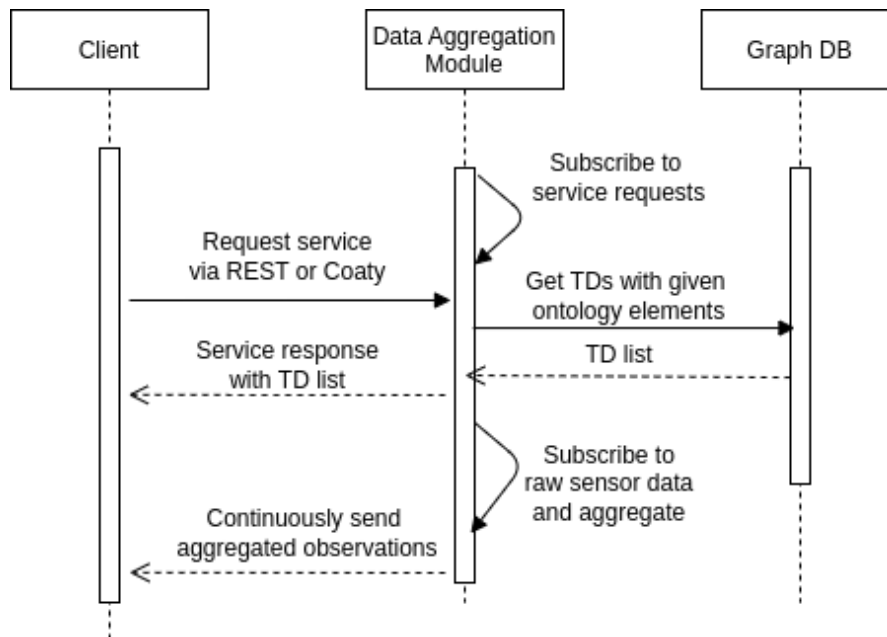 Client
Data Aggregation
Module
Graph DB
Subscribe to
service requests
Request service
via REST or Coaty
Get TDs with given
ontology elements
TD list
Service response
with TD list
Subscribe to
raw sensor data
and aggregate
Continuously send
aggregated observations